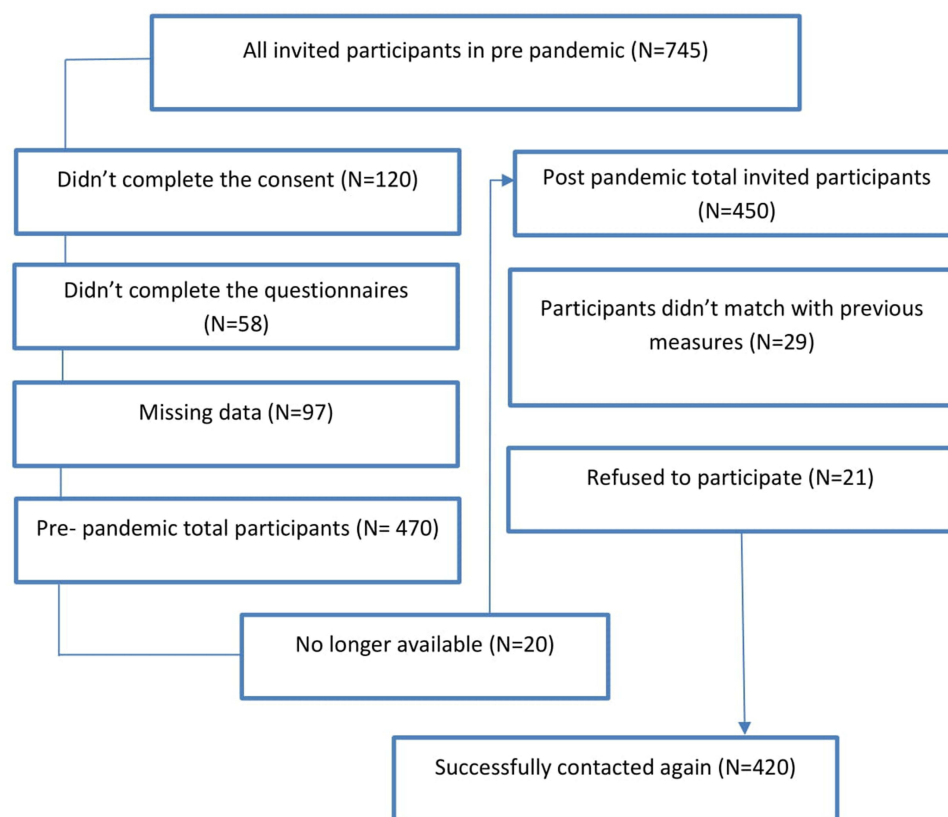 All invited participants in pre pandemic (N=745)
Didn't complete the consent (N=120)
Didn't complete the questionnaires
(N=58)
Missing data (N=97)
Pre- pandemic total participants (N= 470)
No longer available (N=20)
Post pandemic total invited participants
(N=450)
Participants didn't match with previous
measures (N=29)
Refused to participate (N=21)
Successfully contacted again (N=420)